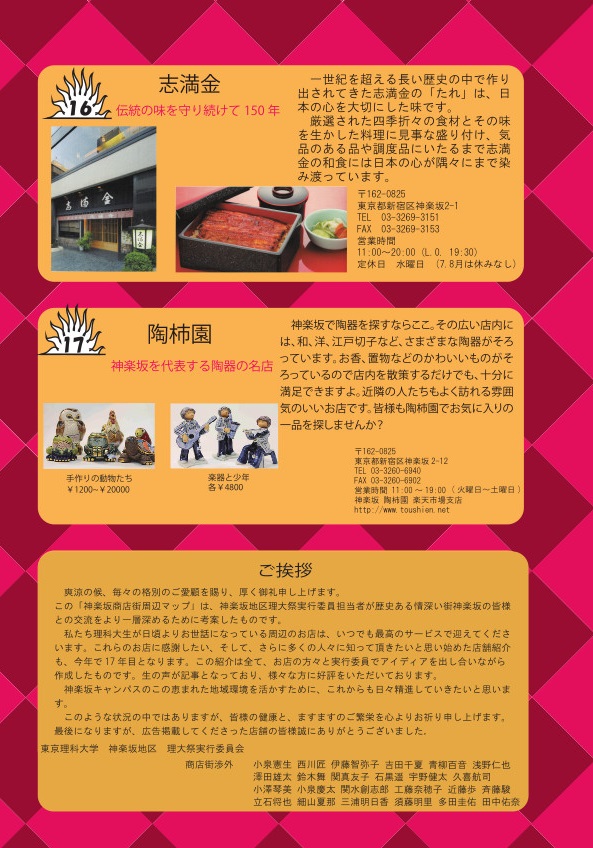 16
志満金
伝統の味を守り続けて 150 年
一世紀を超える長い歴史の中で作り
出されてきた志満金の「たれ」は、日
本の心を大切にした味です。
厳選された四季折々の食材とその味
を生かした料理に見事な盛り付け、気
品のある品や調度品にいたるまで志満
金の和食には日本の心が隅々にまで染
み渡っています。
志満金
〒162-0825
東京都新宿区神楽坂2-1
TEL 03-3269-3151
FAX 03-3269-3153
営業時間
11:00～20:00（L.O. 19:30）
定休日 水曜日 （7.8月は休みなし）
17
陶柿園
神楽坂を代表する陶器の名店
神楽坂で陶器を探すならここ。その広い店内に
は、和、洋、江戸切子など、さまざまな陶器がそろ
っています。お香、置物などのかわいいものがそ
ろっているので店内を散策するだけでも、十分に
満足できますよ。近隣の人たちもよく訪れる雰囲
気のいいお店です。皆様も陶柿園でお気に入りの
一品を探しませんか？
手作りの動物たち
￥1200～￥20000
楽器と少年
各￥4800
〒162-0825
東京都新宿区神楽坂 2-12
TEL 03-3260-6940
FAX 03-3260-6902
営業時間 11:00～19:00（火曜日～土曜日）
神楽坂 陶柿園 楽天市場支店
http://www.toushien.net
ご挨拶
爽涼の候、毎々の格別のご愛顧を賜り、厚く御礼申し上げます。
この「神楽坂商店街周辺マップ」は、神楽坂地区理大祭実行委員担当者が歴史ある情深い街神楽坂の皆様
との交流をより一層深めるために考案したものです。
私たち理科大生が日頃よりお世話になっている周辺のお店は、いつでも最高のサービスで迎えてくださ
います。これらのお店に感謝したい、そして、さらに多くの人々に知って頂きたいと思い始めた店舗紹介
も、今年で 17 年目となります。この紹介は全て、お店の方々と実行委員でアイディアを出し合いながら
作成したものです。生の声が記事となっており、様々な方に好評をいただいております。
神楽坂キャンパスのこの恵まれた地域環境を活かすために、これからも日々精進していきたいと思いま
す。
このような状況の中ではありますが、皆様の健康と、ますますのご繁栄を心よりお祈り申し上げます。
最後になりますが、広告掲載してくださった店舗の皆様誠にありがとうございました.
東京理科大学 神楽坂地区 理大祭実行委員会
商店街渉外 小泉憲生 西川匠 伊藤智弥子 吉田千夏 青柳百音 浅野仁也
澤田雄太 鈴木舞 関真友子 石黒遥 宇野健太 久喜航司
小澤琴美 小泉慶太 関水創志郎 工藤奈穂子 近藤歩 斉藤駿
立石将也 細山夏那 三浦明日香 須藤明里 多田圭佑 田中佑奈